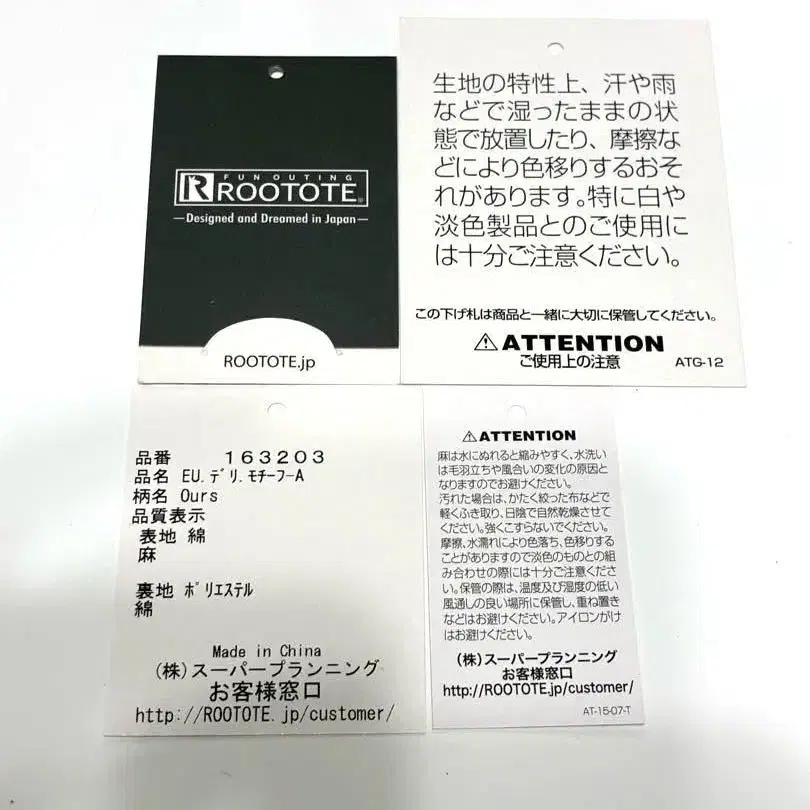 FUN OUTING
ROOTOTE®
—Designed and Dreamed in Japan—
ROOTOTE.jp
生地の特性上、汗や雨
などで湿ったままの状
態で放置したり、摩擦な
どにより色移りするおそ
れがあります。特に白や
淡色製品とのご使用に
は十分ご注意ください。
この下げ札は商品と一緒に大切に保管してください。
⚠ATTENTION
ご使用上の注意
ATG-12
品番 163203
品名 EU.ﾃﾞﾘ.ﾓﾁｰﾌ-A
柄名 Ours
品質表示
表地 綿
麻
裏地 ﾎﾟﾘｴｽﾃﾙ
綿
Made in China
(株)スーパープランニング
お客様窓口
http://ROOTOTE.jp/customer/
⚠ATTENTION
麻は水にぬれると縮みやすく、水洗い
は毛羽立ちや風合いの変化の原因と
なりますのでお避けください。
汚れた場合は、かたく絞った布などで
軽くふき取り、日陰で自然乾燥させて
ください。強くこすらないでください。
摩擦、水濡れにより色落ち、色移りする
ことがありますので淡色のものとの組
み合わせの際には十分ご注意くださ
い。保管の際は、温度及び湿度の低い
風通しの良い場所に保管し、重ね置き
などはお避けください。アイロンがけ
はお避けください。
(株)スーパープランニング
お客様窓口
http://ROOTOTE.jp/customer/
AT-15-07-T